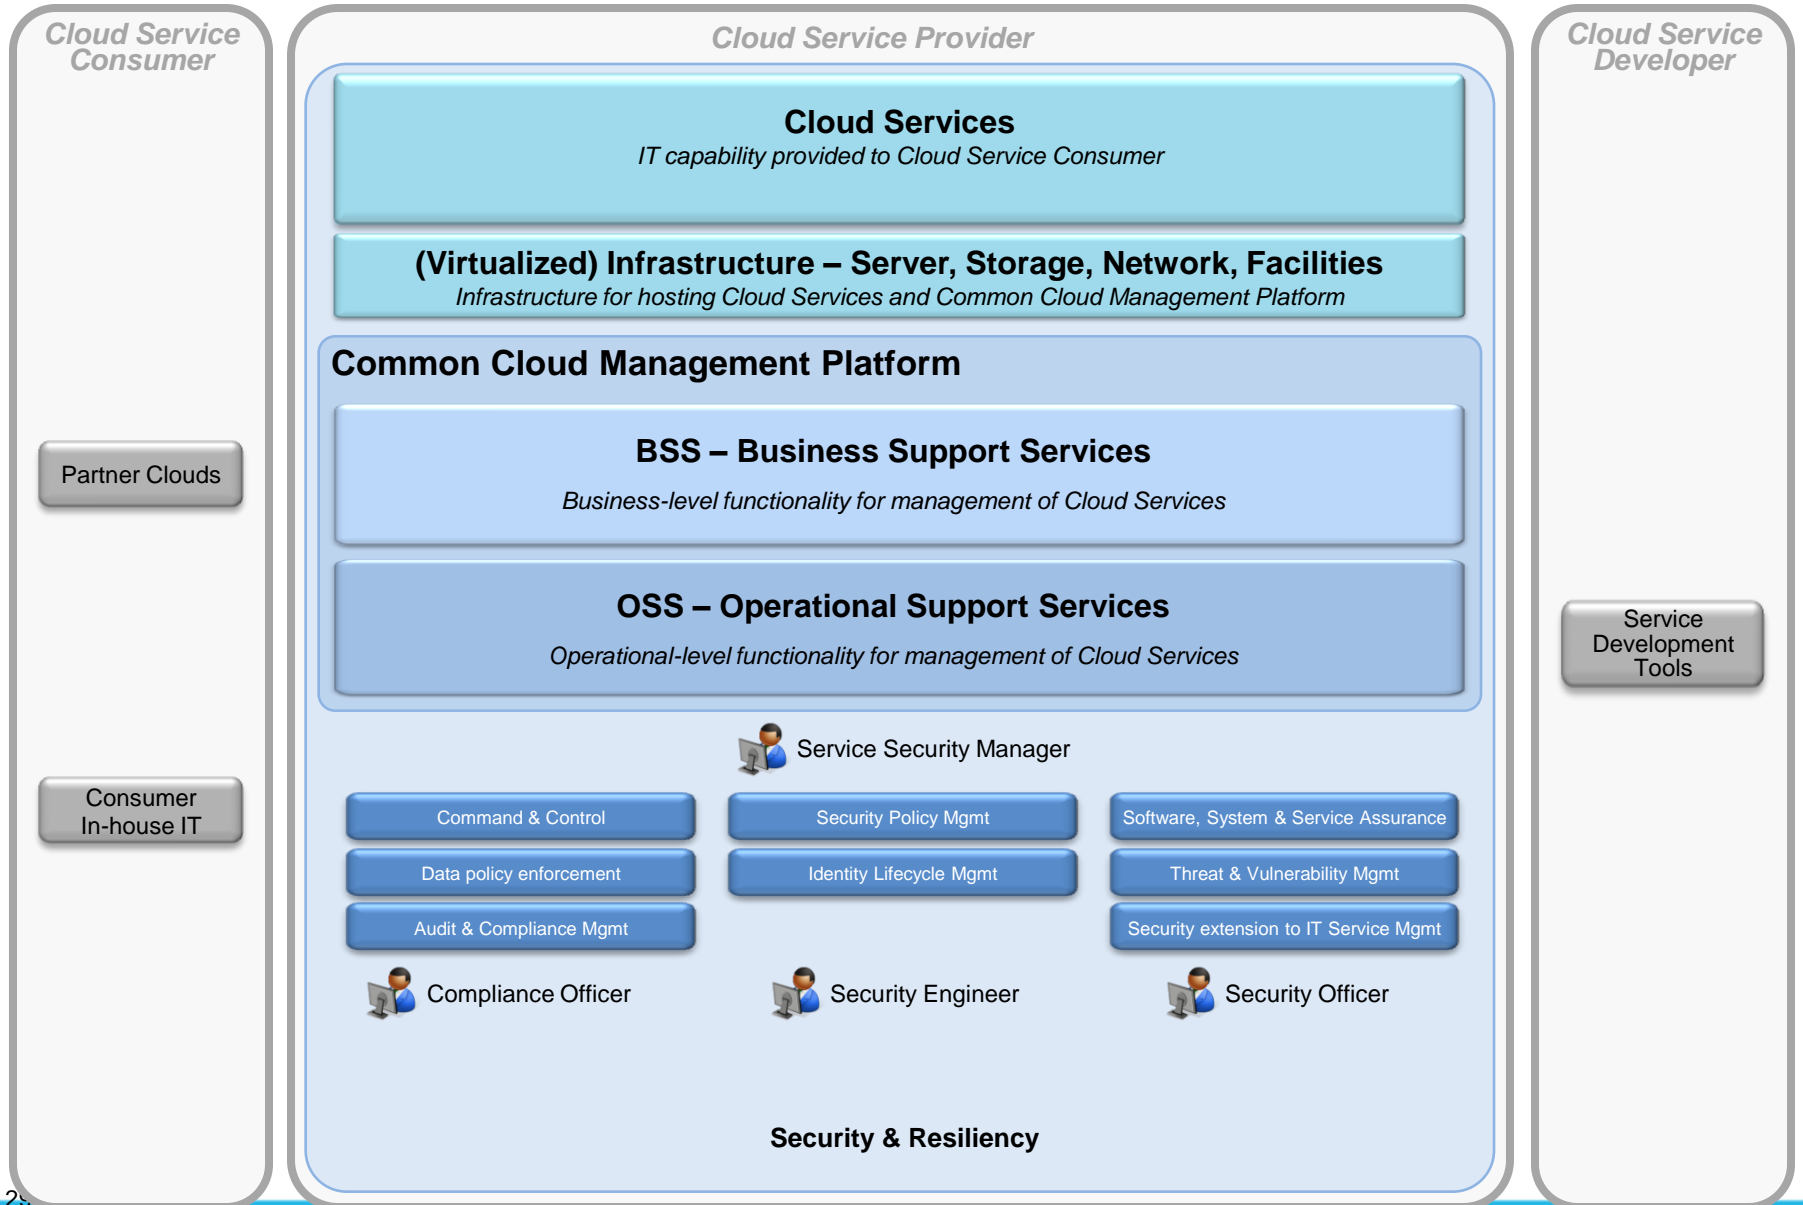 Cloud Service
Consumer
Partner Clouds
Consumer
In-house IT
Cloud Service Provider
Cloud Services
IT capability provided to Cloud Service Consumer
(Virtualized) Infrastructure – Server, Storage, Network, Facilities
Infrastructure for hosting Cloud Services and Common Cloud Management Platform
Common Cloud Management Platform
BSS – Business Support Services
Business-level functionality for management of Cloud Services
OSS – Operational Support Services
Operational-level functionality for management of Cloud Services
Service Security Manager
Command & Control
Data policy enforcement
Audit & Compliance Mgmt
Compliance Officer
Security Policy Mgmt
Identity Lifecycle Mgmt
Security Engineer
Software, System & Service Assurance
Threat & Vulnerability Mgmt
Security extension to IT Service Mgmt
Security Officer
Security & Resiliency
Cloud Service
Developer
Service
Development
Tools